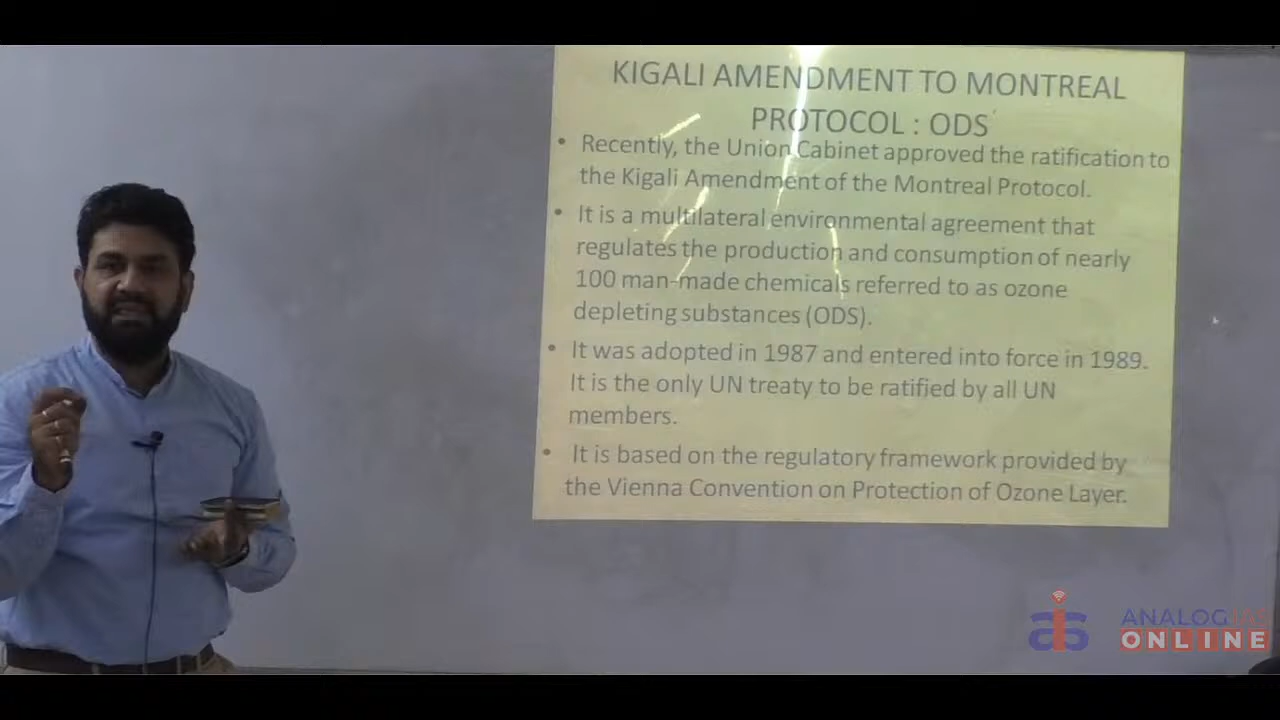 KIGALI AMENDMENT TO MONTREAL
PROTOCOL : ODS
• Recently, the Union Cabinet approved the ratification to
the Kigali Amendment of the Montreal Protocol.
• It is a multilateral environmental agreement that
regulates the production and consumption of nearly
100 man-made chemicals referred to as ozone
depleting substances (ODS).
• It was adopted in 1987 and entered into force in 1989.
It is the only UN treaty to be ratified by all UN
members.
• It is based on the regulatory framework provided by
the Vienna Convention on Protection of Ozone Layer.
ais
ANALOG IAS
ONLINE